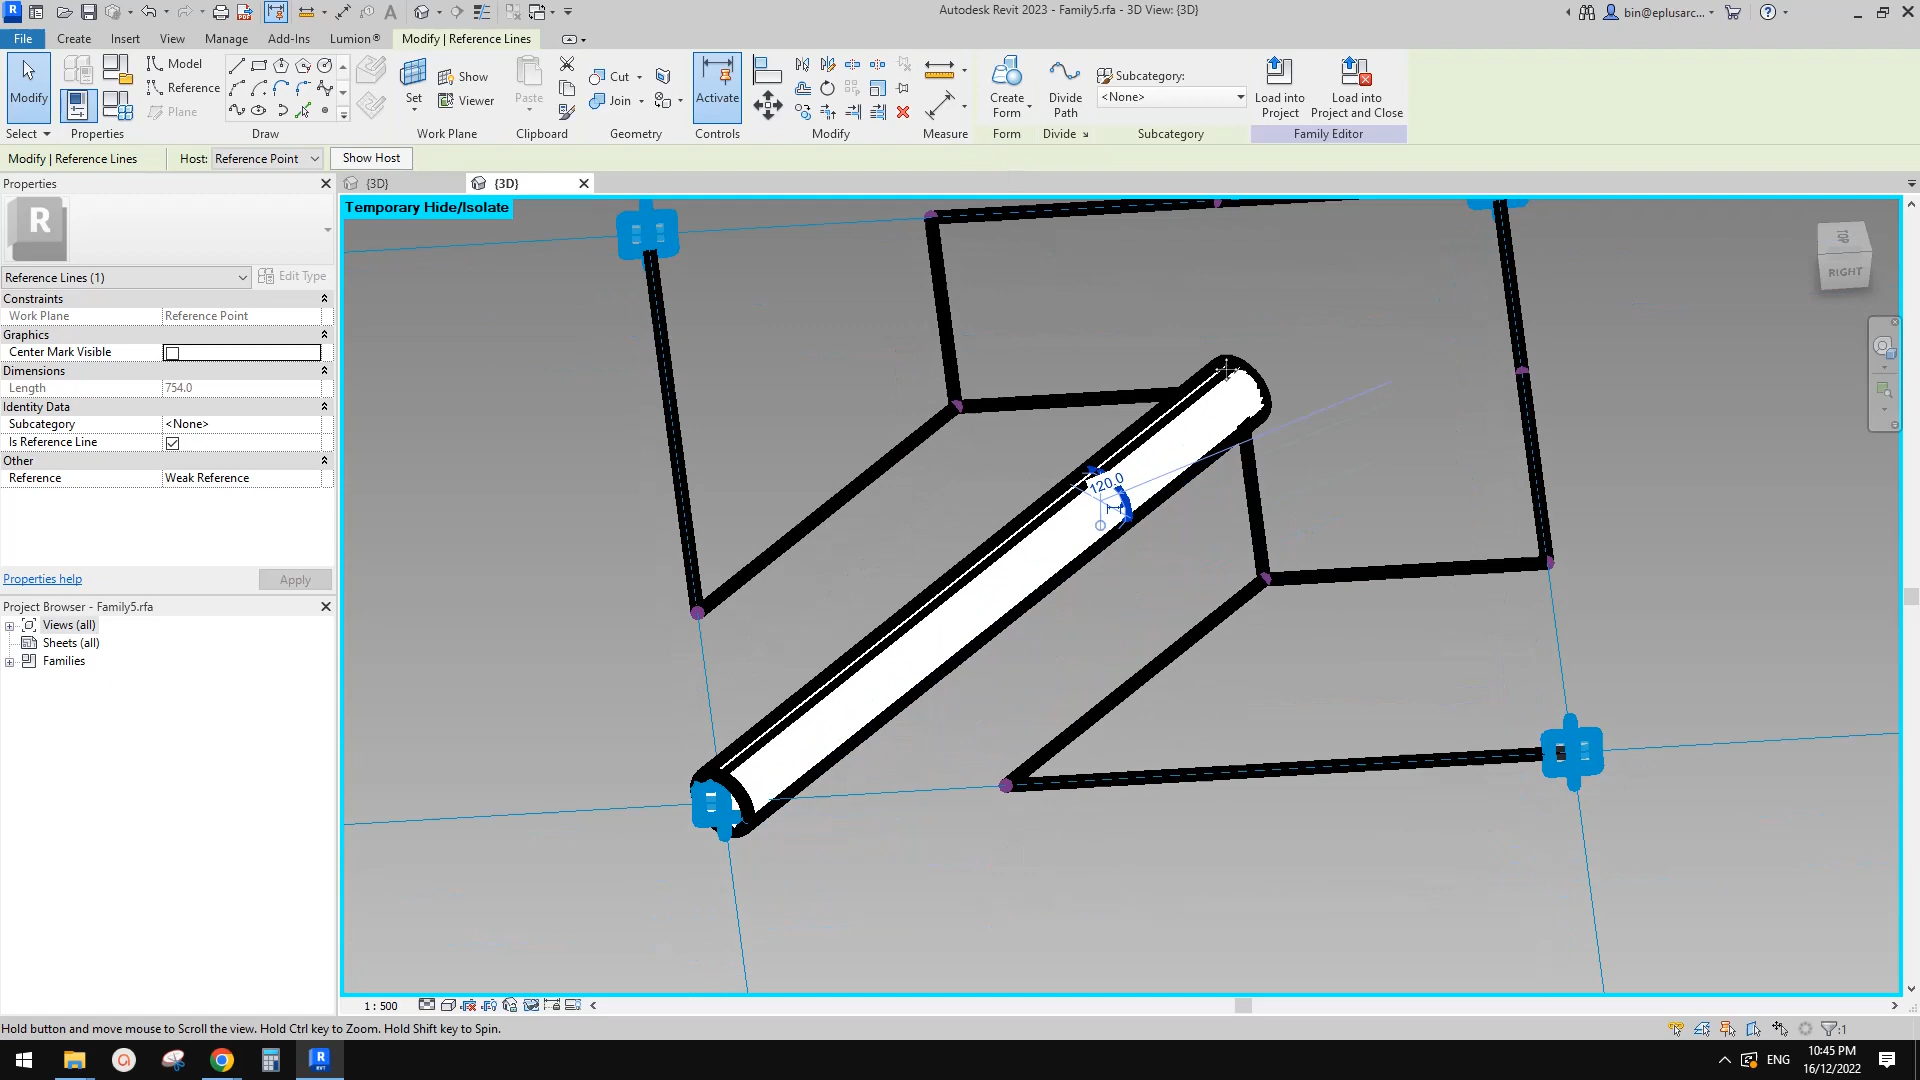 Autodesk Revit 2023 - Family5.rfa - 3D View: {3D}
bin@eplusarc...
File Create Insert View Manage Add-Ins Lumion® Modify | Reference Lines
Modify
Select
Properties
Model
Reference
Plane
Draw
Set
Show
Viewer
Work Plane
Paste
Clipboard
Cut
Join
Geometry
Activate
Controls
Modify
Measure
Create Form
Form
Divide Path
Divide
Subcategory:
<None>
Subcategory
Load into Project
Load into Project and Close
Family Editor
Modify | Reference Lines Host: Reference Point Show Host
Properties
{3D} {3D}
Temporary Hide/Isolate
R
Reference Lines (1) Edit Type
Constraints
Work Plane Reference Point
Graphics
Center Mark Visible
Dimensions
Length 754.0
Identity Data
Subcategory <None>
Is Reference Line
Other
Reference Weak Reference
Properties help Apply
Project Browser - Family5.rfa
Views (all)
Sheets (all)
Families
TOP
RIGHT
120.0
1 : 500
Hold button and move mouse to Scroll the view. Hold Ctrl key to Zoom. Hold Shift key to Spin.
:1
ENG
10:45 PM
16/12/2022